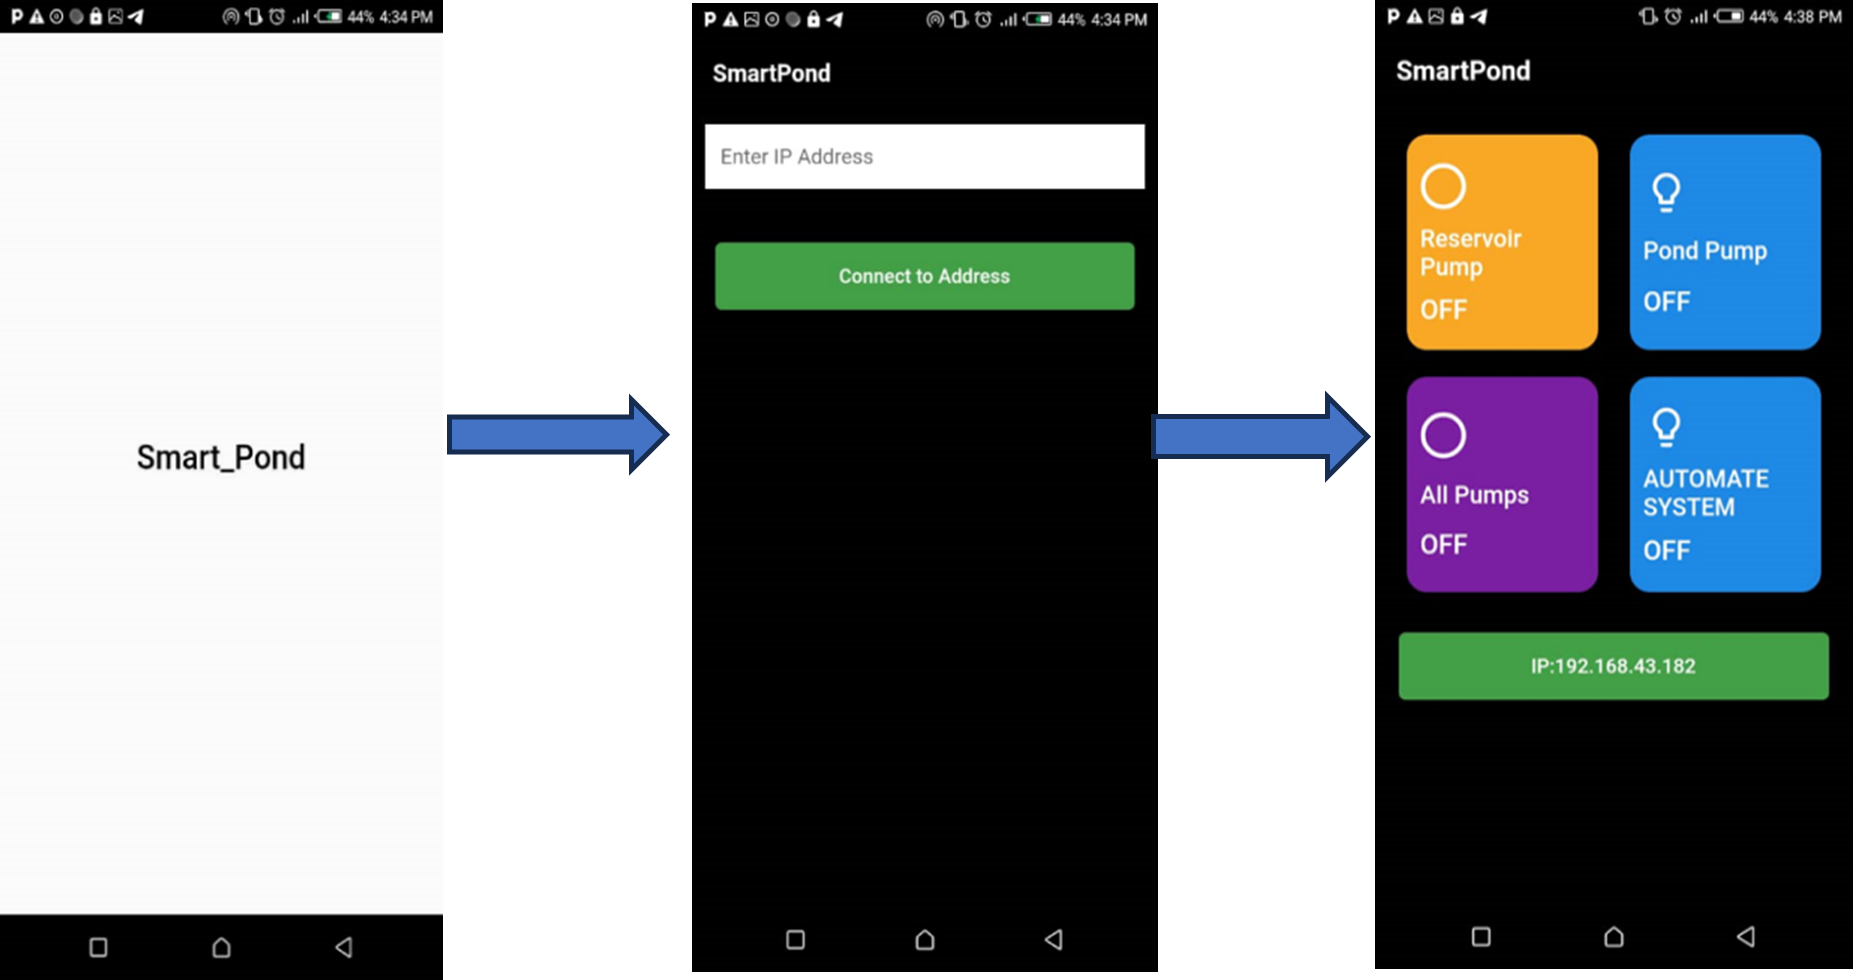 44% 4:34 PM
Smart_Pond
44% 4:34 PM
SmartPond
Enter IP Address
Connect to Address
44% 4:38 PM
SmartPond
Reservoir
Pump
OFF
Pond Pump
OFF
All Pumps
OFF
AUTOMATE
SYSTEM
OFF
IP:192.168.43.182